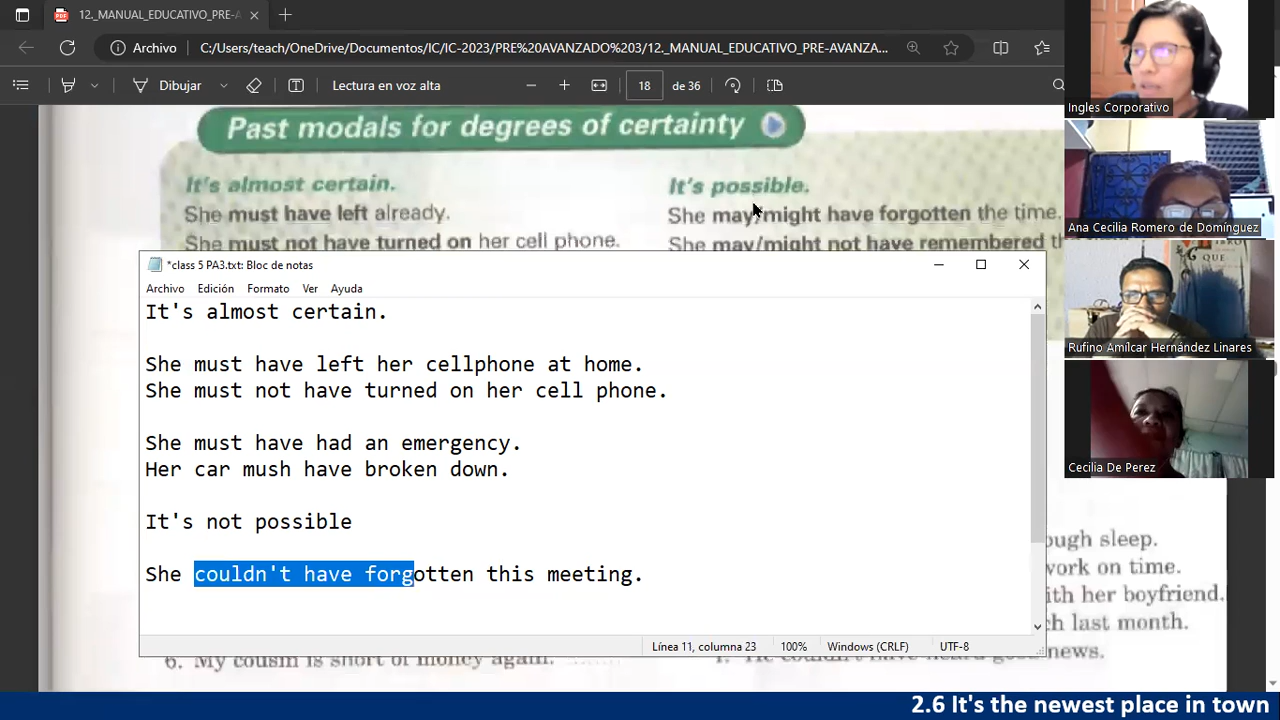 12._MANUAL_EDUCATIVO_PRE-A
Archivo
C:/Users/teach/OneDrive/Documentos/IC/IC-2023/PRE%20AVANZADO%203/12._MANUAL_EDUCATIVO_PRE-AVANZA...
Dibujar
Lectura en voz alta
18
de 36
Past modals for degrees of certainty
It's almost certain.
She must have left already.
She must not have turned on her cell phone.
It's possible.
She may/might have forgotten the time.
She may/might not have remembered the
*class 5 PA3.txt: Bloc de notas
Archivo Edición Formato Ver Ayuda
It's almost certain.
She must have left her cellphone at home.
She must not have turned on her cell phone.
She must have had an emergency.
Her car mush have broken down.
It's not possible
She couldn't have forgotten this meeting.
Línea 11, columna 23 100% Windows (CRLF) UTF-8
ough sleep.
work on time.
ith her boyfriend.
ch last month.
news.
6. My cousin is short of money again.
Ingles Corporativo
Ana Cecilia Romero de Domínguez
Rufino Amílcar Hernández Linares
Cecilia De Perez
2.6 It's the newest place in town